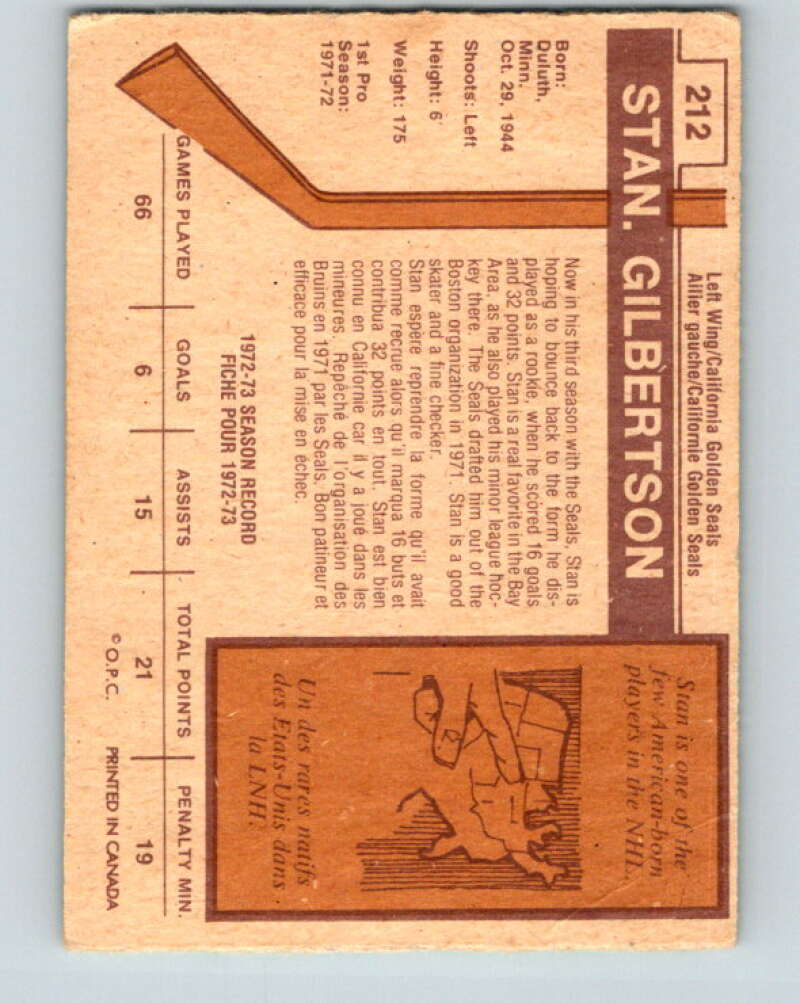 212
Left Wing/California Golden Seals
Ailier gauche/Californie Golden Seals
STAN. GILBERTSON
Born:
Duluth,
Minn.
Oct. 29, 1944
Shoots: Left
Height: 6'
Weight: 175
1st Pro
Season:
1971-72
Now in his third season with the Seals, Stan is
hoping to bounce back to the form he dis-
played as a rookie, when he scored 16 goals
and 32 points. Stan is a real favorite in the Bay
Area, as he also played his minor league hoc-
key there. The Seals drafted him out of the
Boston organization in 1971. Stan is a good
skater and a fine checker.
Stan espère reprendre la forme qu'il avait
comme recrue alors qu'il marqua 16 buts et
contribua 32 points en tout. Stan est bien
connu en Californie car il y a joué dans les
mineures. Repêché de l'organisation des
Bruins en 1971 par les Seals. Bon patineur et
efficace pour la mise en échec.
Stan is one of the
few American-born
players in the NHL.
Un des rares natifs
des Etats-Unis dans
la LNH.
1972-73 SEASON RECORD
FICHE POUR 1972-73
GAMES PLAYED GOALS ASSISTS TOTAL POINTS PENALTY MIN.
66 6 15 21 19
© O.P.C. PRINTED IN CANADA